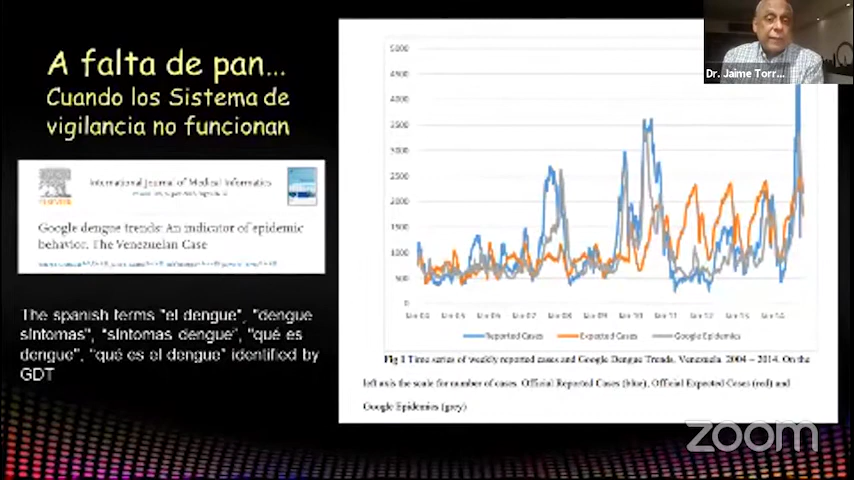 A falta de pan...
Cuando los Sistema de
vigilancia no funcionan
ELSEVIER
International Journal of Medical Informatics
Google dengue trends: An indicator of epidemic
behavior. The Venezuelan Case
The spanish terms "el dengue", "dengue
síntomas", "síntomas dengue", "qué es
dengue", "qué es el dengue" identified by
GDT
5000
4500
4000
3500
3000
2500
2000
1500
1000
500
0
Reported Cases
Expected Cases
Google Epidemics
Fig 1 Time series of weekly reported cases and Google Dengue Trends, Venezuela, 2004 – 2014. On the
left axis the scale for number of cases. Official Reported Cases (blue), Official Expected Cases (red) and
Google Epidemics (grey)
Dr. Jaime Torr...
zoom